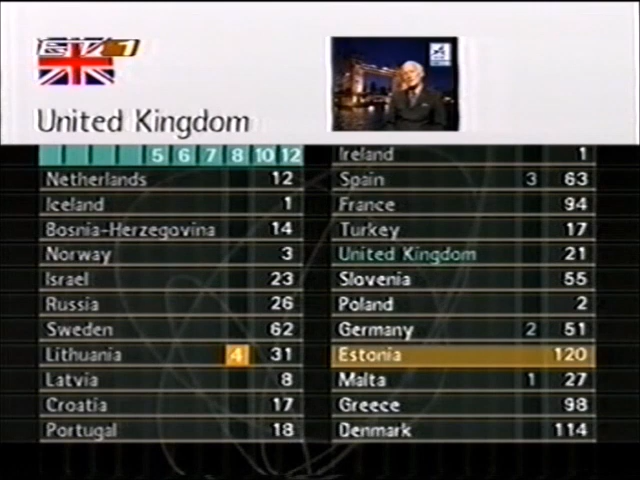 ETV 1
United Kingdom
5 6 7 8 10 12
Netherlands 12
Iceland 1
Bosnia-Herzegovina 14
Norway 3
Israel 23
Russia 26
Sweden 62
Lithuania 4 31
Latvia 8
Croatia 17
Portugal 18
Ireland 1
Spain 3 63
France 94
Turkey 17
United Kingdom 21
Slovenia 55
Poland 2
Germany 2 51
Estonia 120
Malta 1 27
Greece 98
Denmark 114